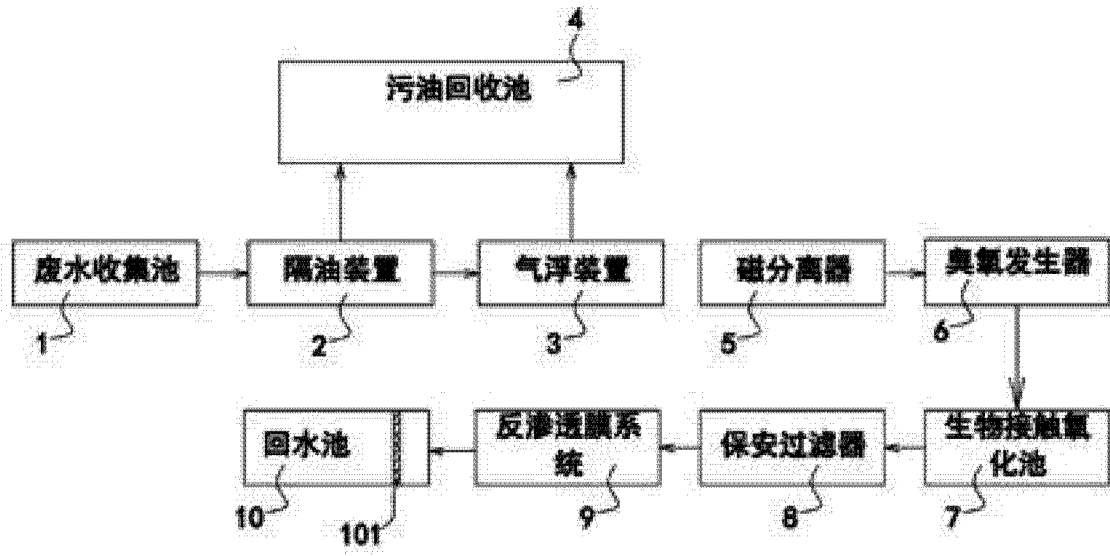 4
污油回收池
废水收集池
隔油装置
气浮装置
磁分离器
臭氧发生器
1
2
3
5
6
回水池
反渗透膜系
统
保安过滤器
生物接触氧
化池
10
101
9
8
7